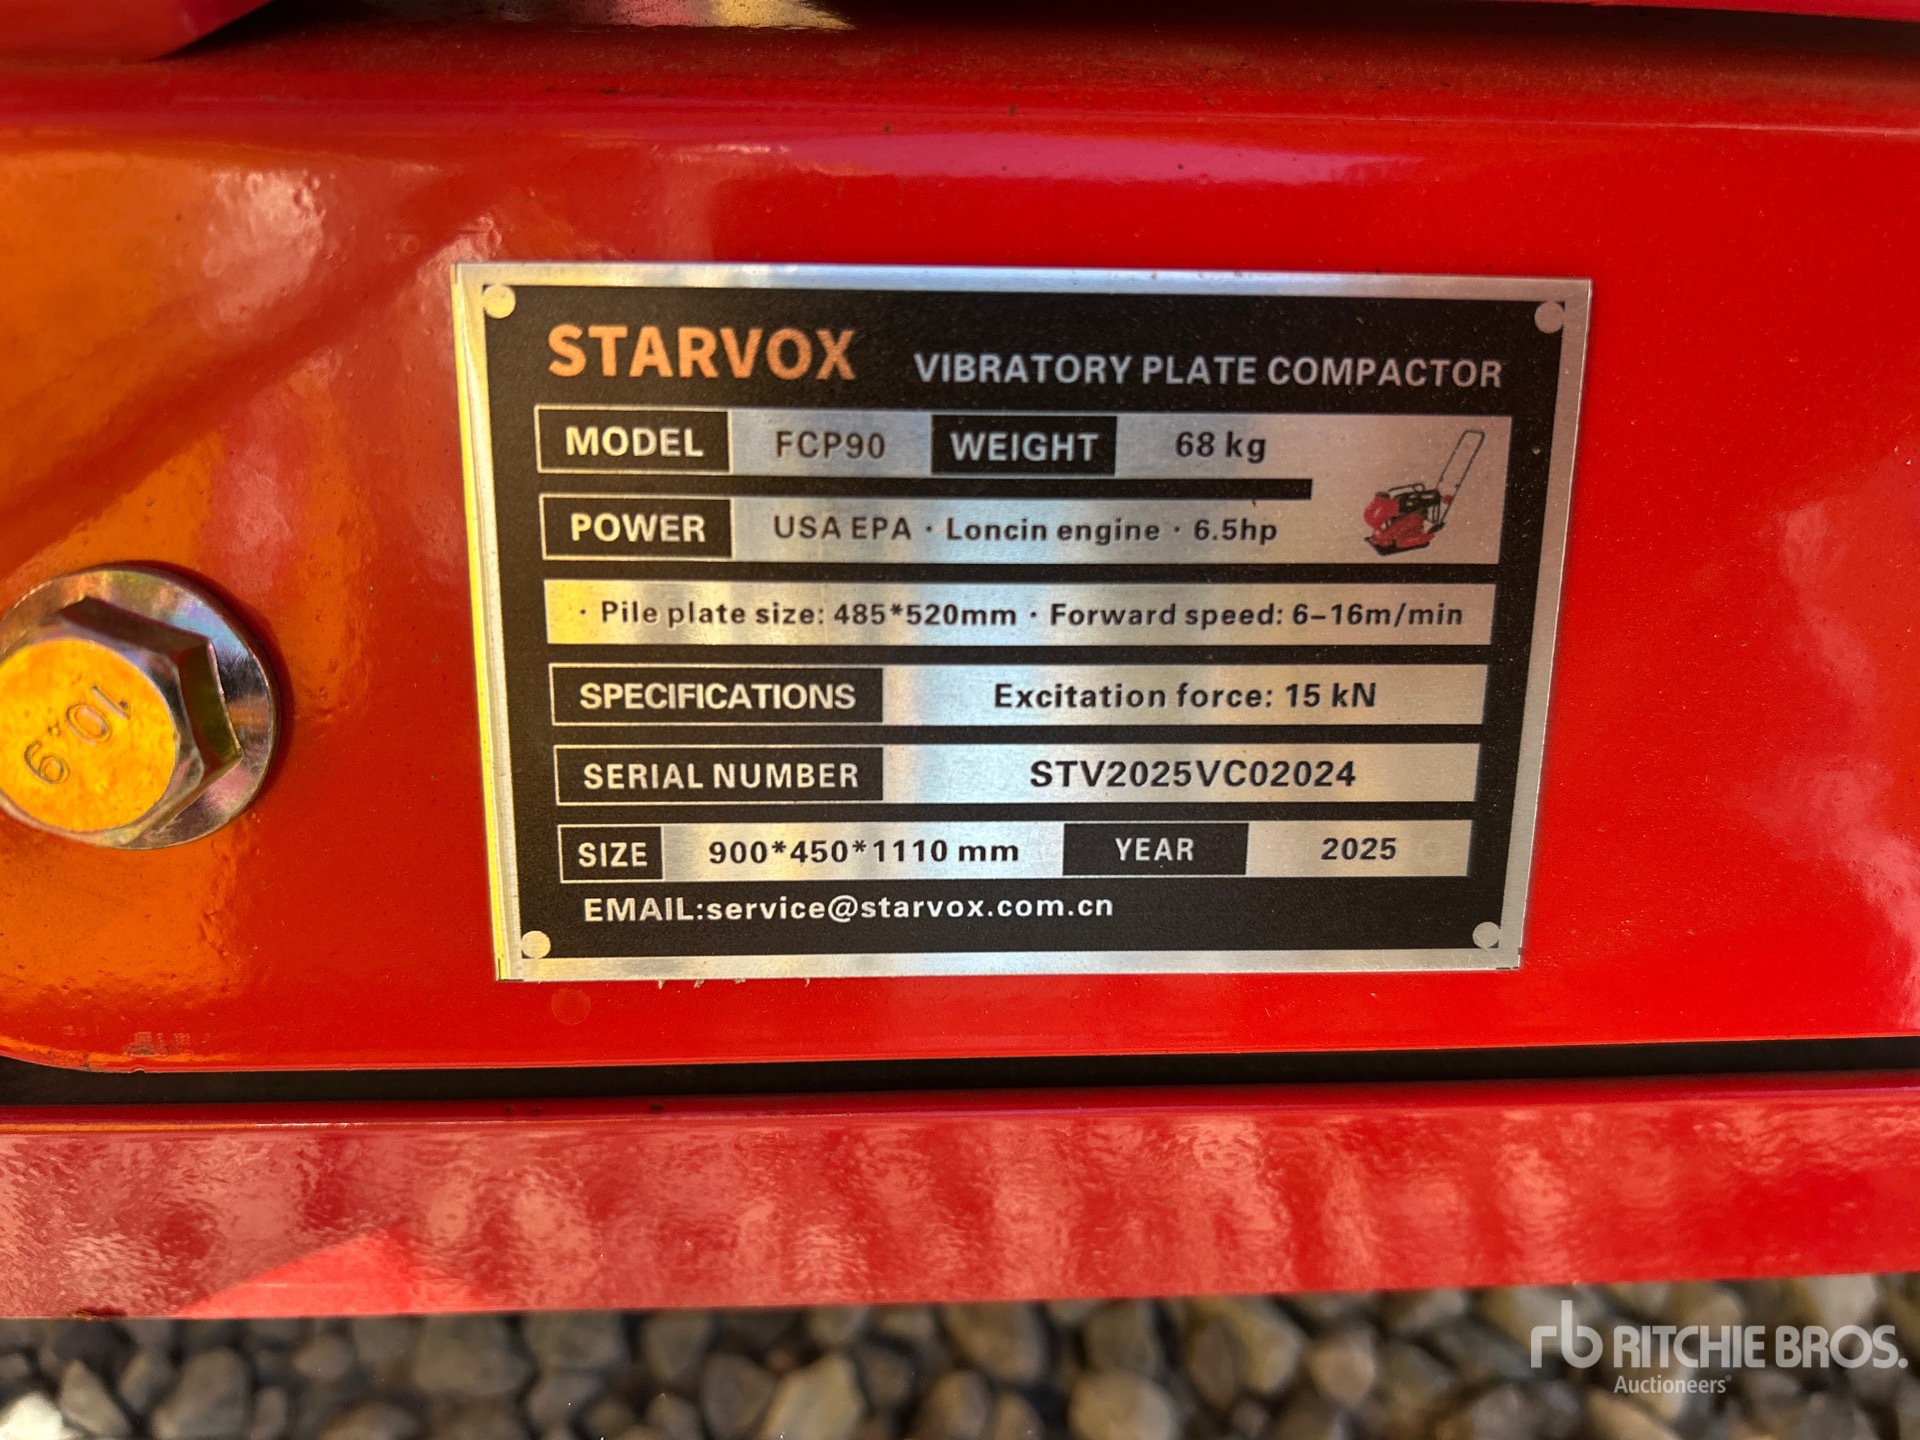 STARVOX VIBRATORY PLATE COMPACTOR
MODEL FCP90 WEIGHT 68 kg
POWER USA EPA · Loncin engine · 6.5hp
· Pile plate size: 485*520mm · Forward speed: 6–16m/min
SPECIFICATIONS Excitation force: 15 kN
SERIAL NUMBER STV2025VC02024
SIZE 900*450*1110 mm YEAR 2025
EMAIL:service@starvox.com.cn
10.9
rb RITCHIE BROS.
Auctioneers